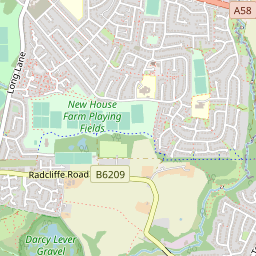 A58
Long Lane
New House
Farm Playing
Fields
Radcliffe Road
B6209
Darcy Lever
Gravel